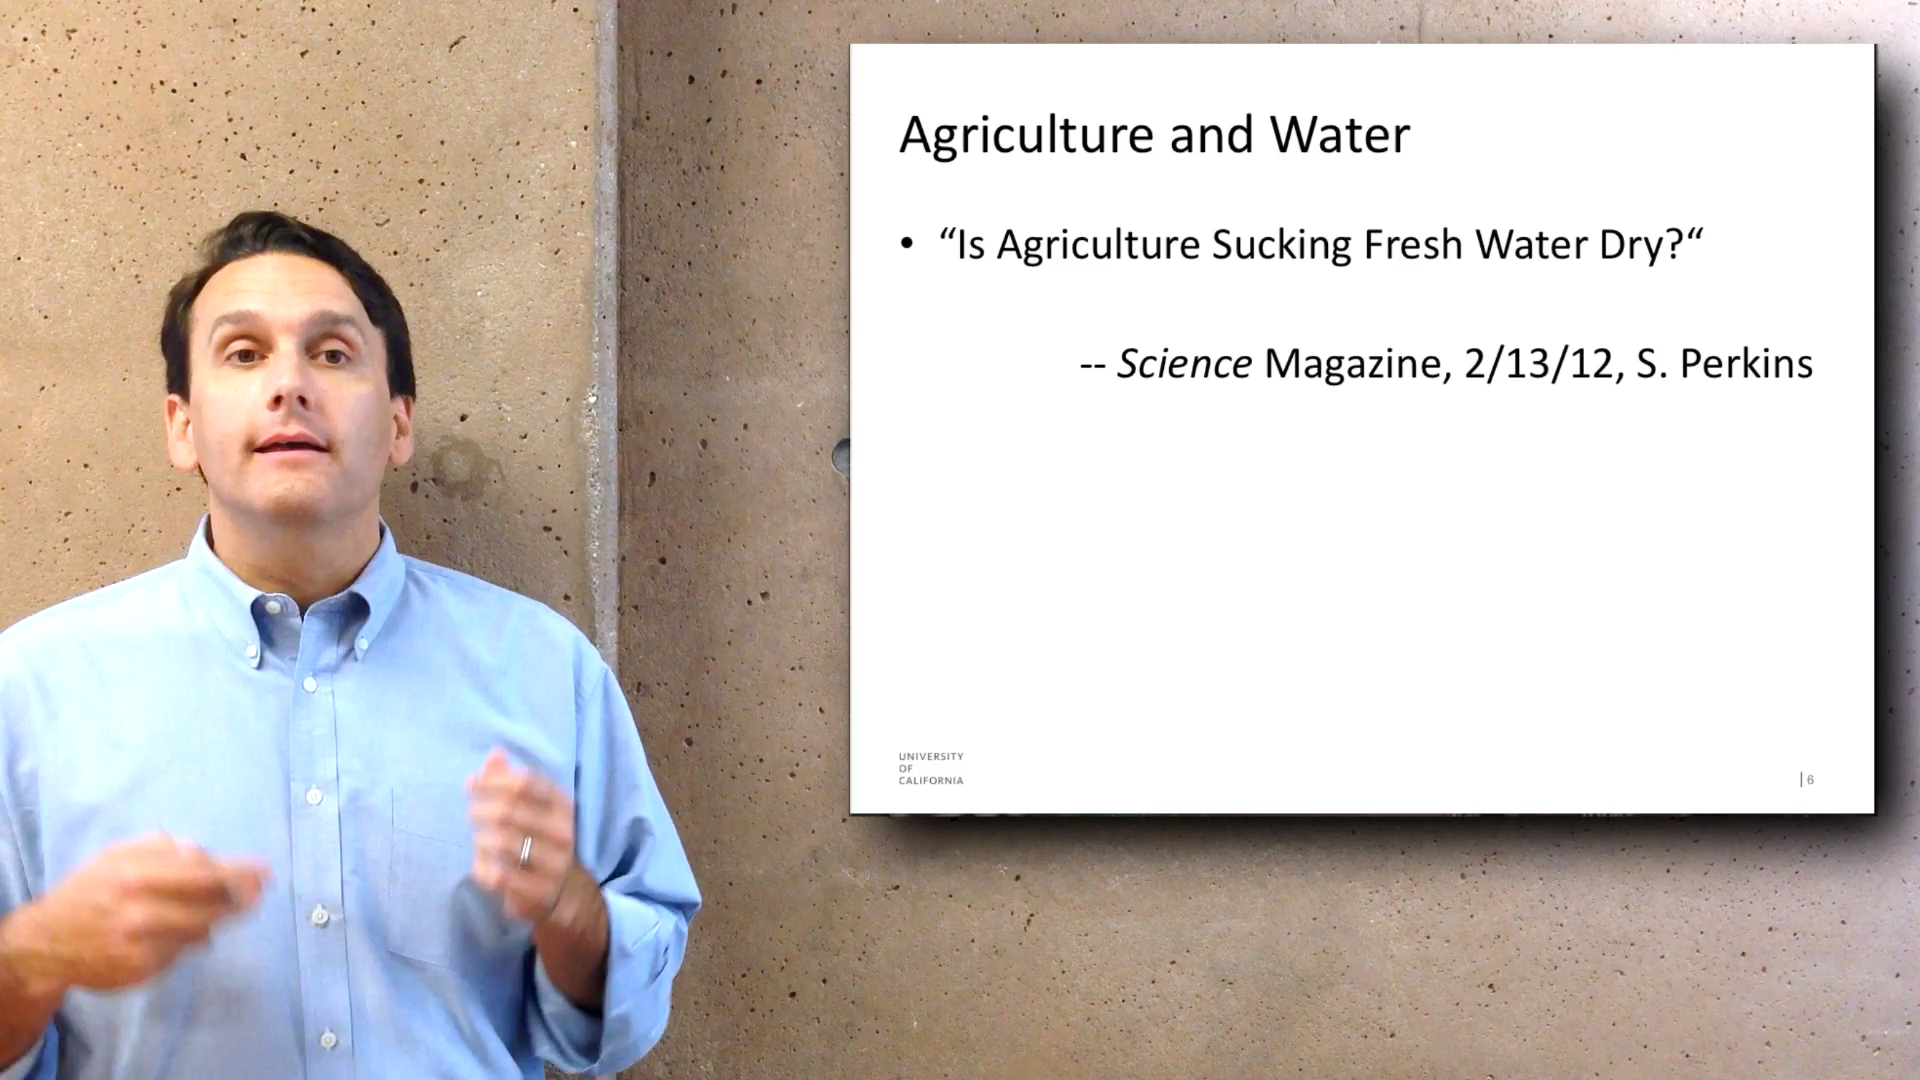 Agriculture and Water
• “Is Agriculture Sucking Fresh Water Dry?“
-- Science Magazine, 2/13/12, S. Perkins
UNIVERSITY
OF
CALIFORNIA
| 6